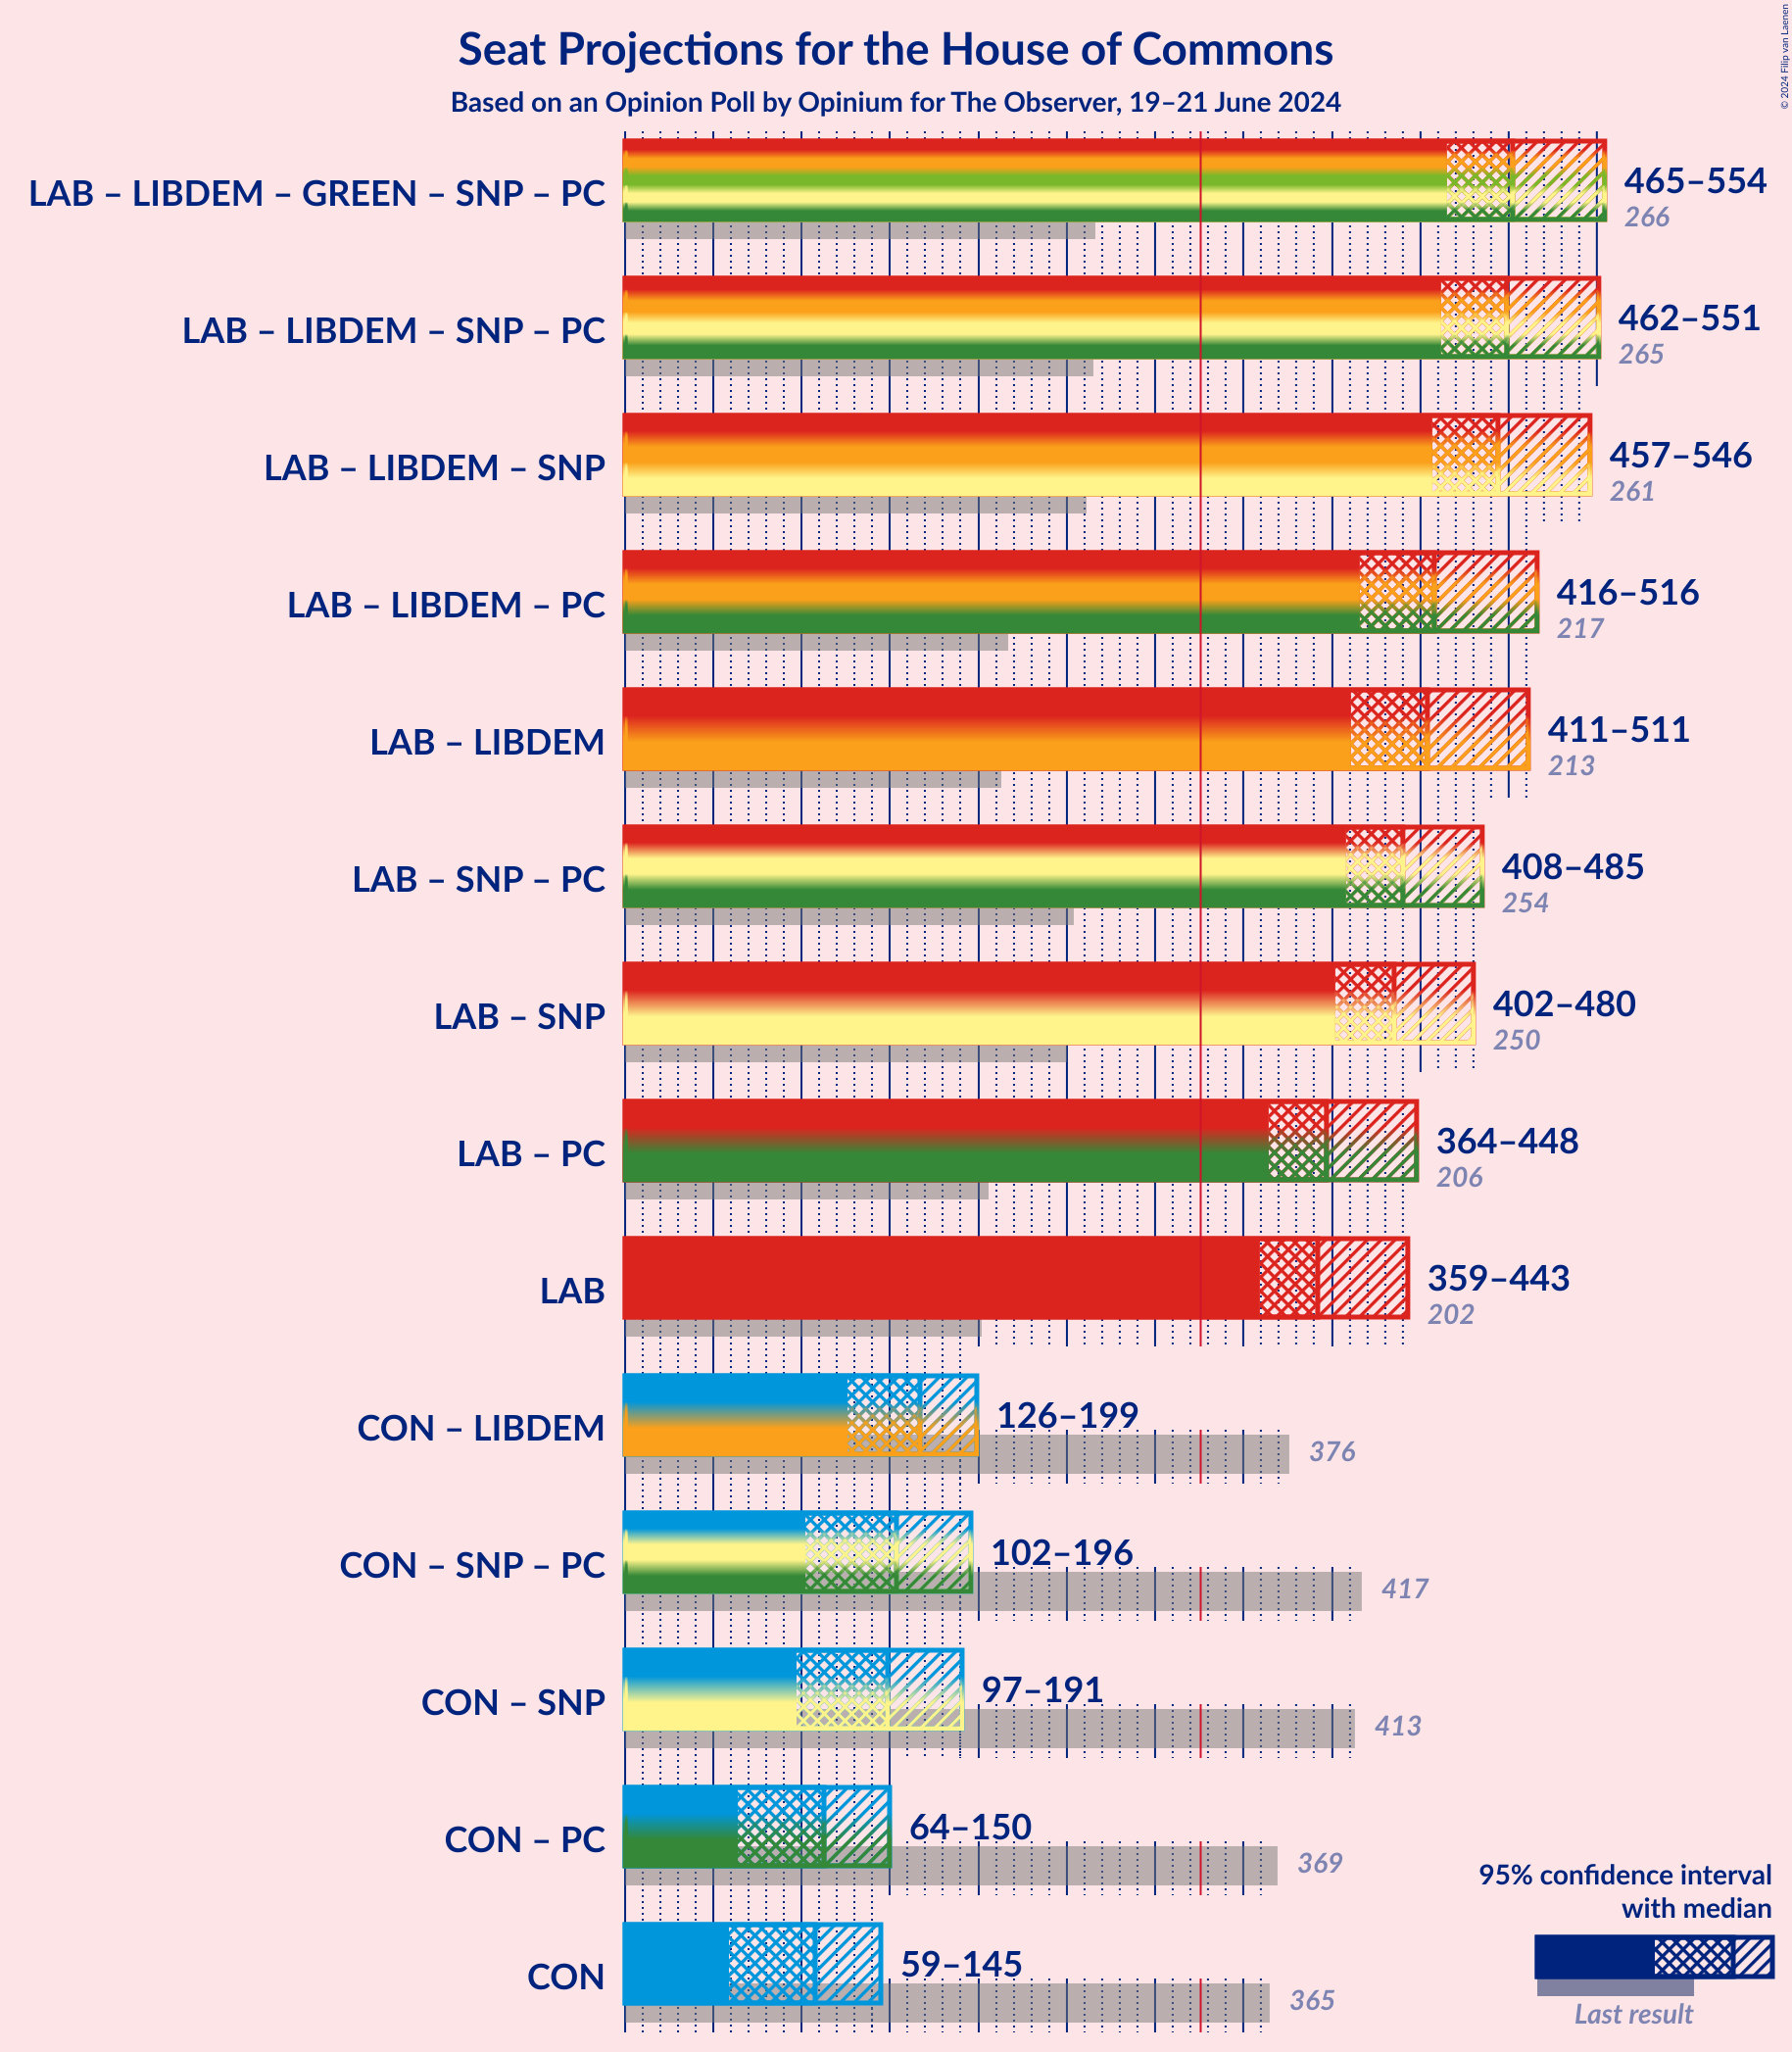 Seat Projections for the House of Commons
Based on an Opinion Poll by Opinium for The Observer, 19–21 June 2024
© 2024 Filip van Laenen
LAB – LIBDEM – GREEN – SNP – PC
465–554
266
LAB – LIBDEM – SNP – PC
462–551
265
LAB – LIBDEM – SNP
457–546
261
LAB – LIBDEM – PC
416–516
217
LAB – LIBDEM
411–511
213
LAB – SNP – PC
408–485
254
LAB – SNP
402–480
250
LAB – PC
364–448
206
LAB
359–443
202
CON – LIBDEM
126–199
376
CON – SNP – PC
102–196
417
CON – SNP
97–191
413
CON – PC
64–150
369
CON
59–145
365
95% confidence interval
with median
Last result